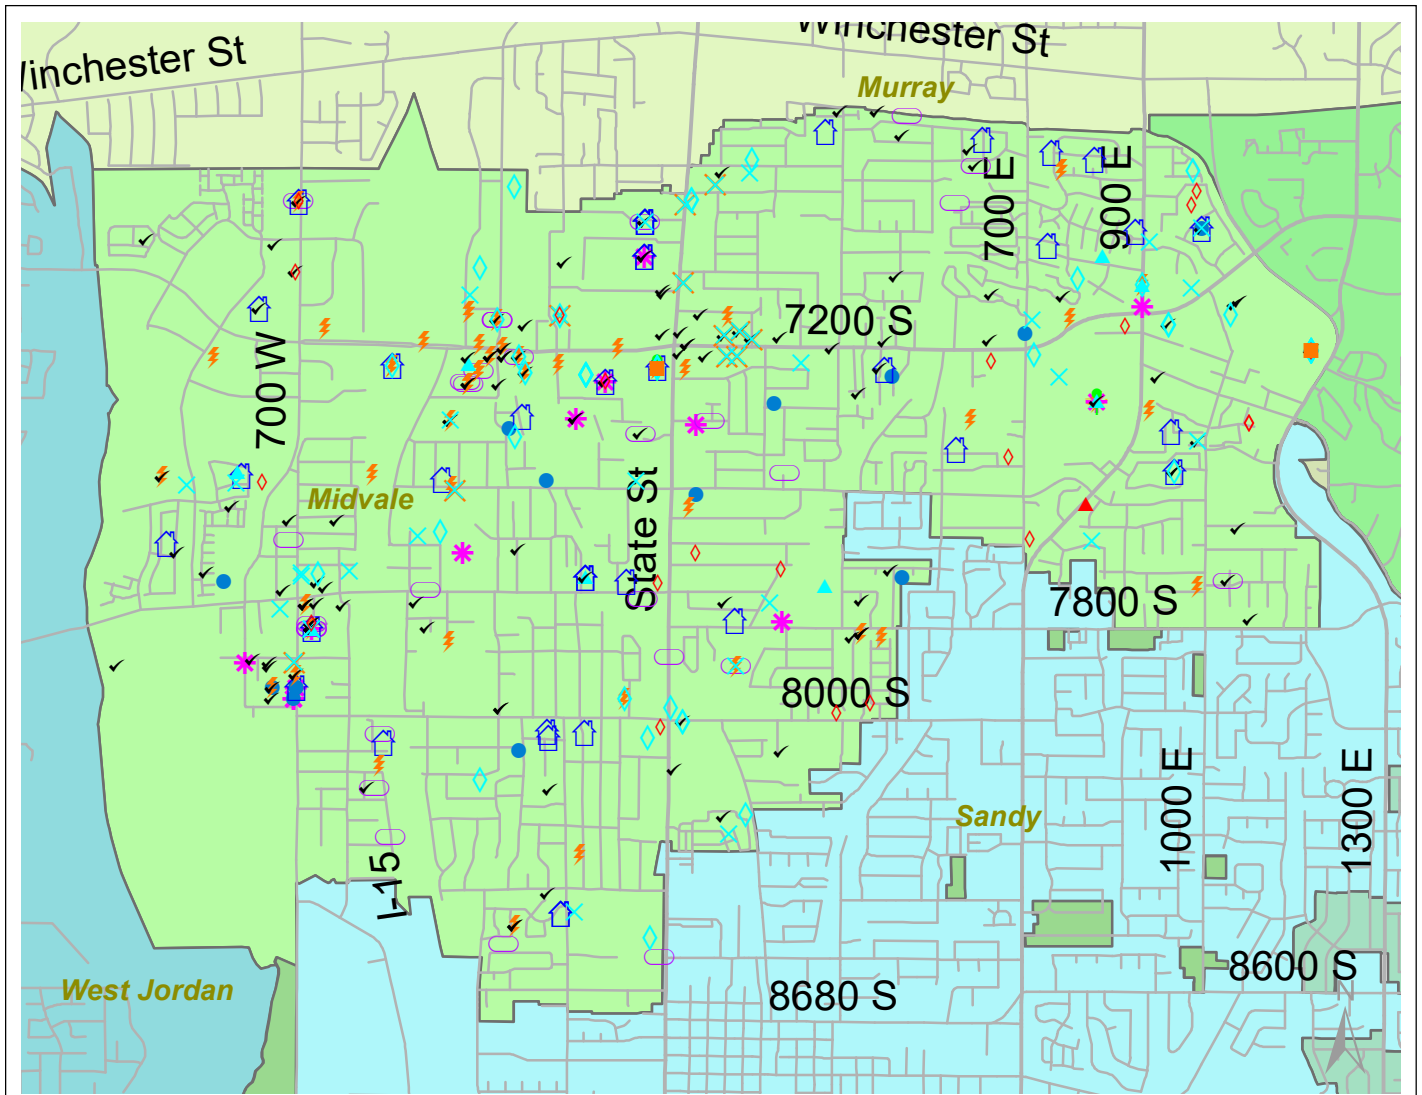 Winchester St
Winchester St
Murray
700 E
900 E
7200 S
700 W
Midvale
State St
7800 S
8000 S
1000 E
1300 E
Sandy
I-15
8600 S
West Jordan
8680 S
N